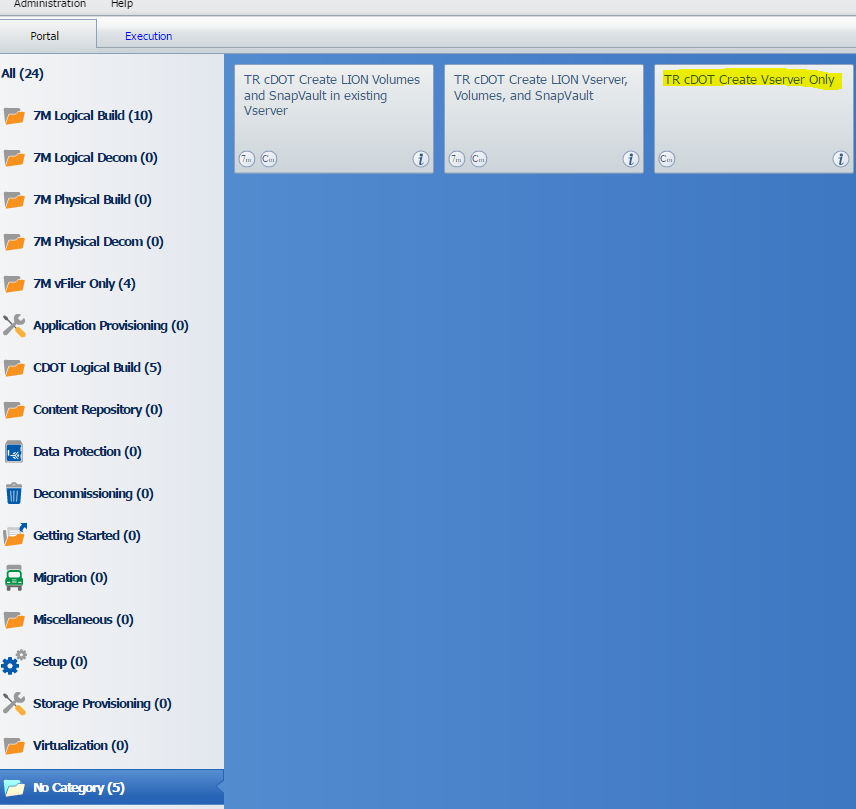 Administration Help
Portal Execution
All (24)
7M Logical Build (10)
7M Logical Decom (0)
7M Physical Build (0)
7M Physical Decom (0)
7M vFiler Only (4)
Application Provisioning (0)
CDOT Logical Build (5)
Content Repository (0)
Data Protection (0)
Decommissioning (0)
Getting Started (0)
Migration (0)
Miscellaneous (0)
Setup (0)
Storage Provisioning (0)
Virtualization (0)
No Category (5)
TR cDOT Create LION Volumes
and SnapVault in existing
Vserver
7m Cm i
TR cDOT Create LION Vserver,
Volumes, and SnapVault
7m Cm i
TR cDOT Create Vserver Only
Cm i